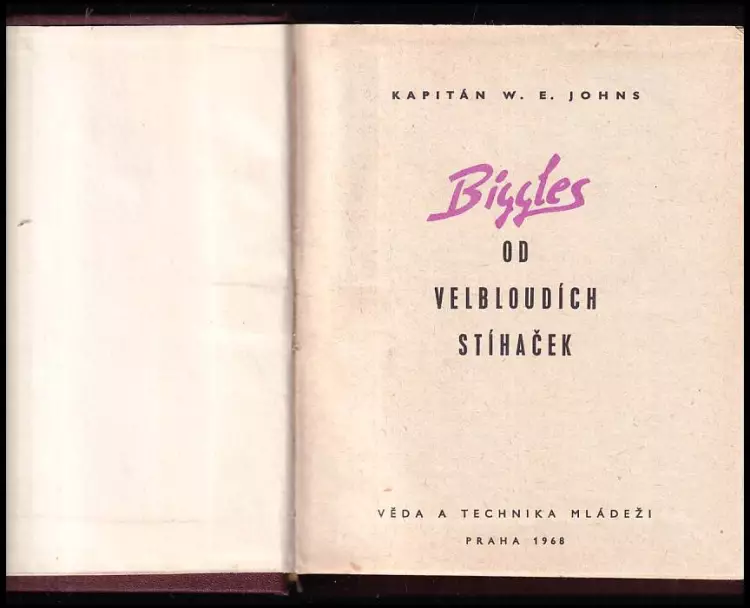 KAPITÁN W. E. JOHNS
Biggles
OD
VELBLOUDÍCH
STÍHAČEK
VĚDA A TECHNIKA MLÁDEŽI
PRAHA 1968